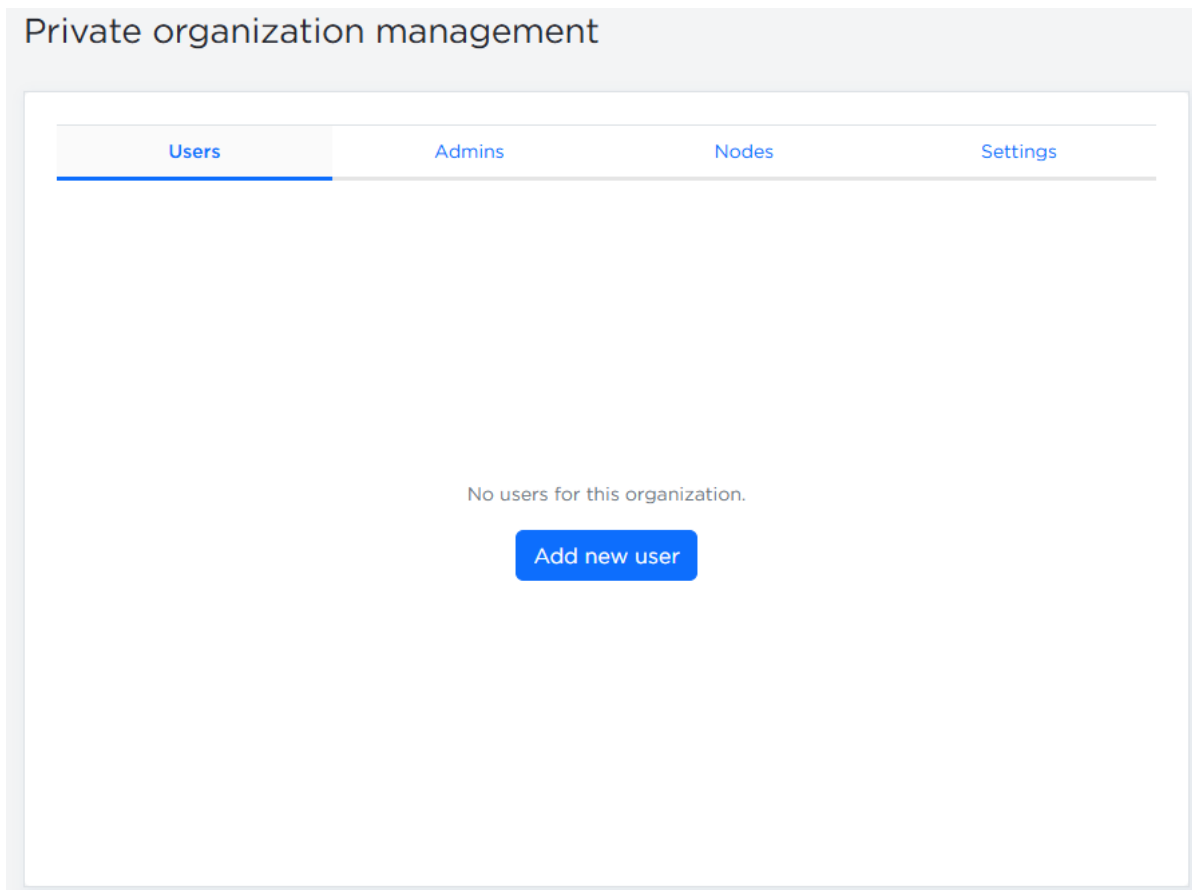 Private organization management
Users Admins Nodes Settings
No users for this organization.
Add new user